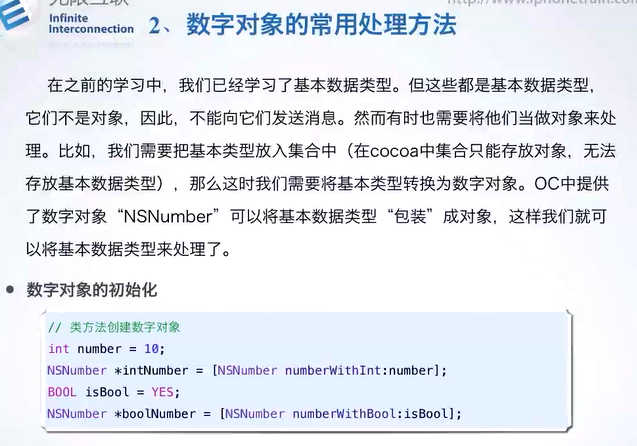 无限互联
http://www.iphonetrain.com
Infinite
Interconnection
2、数字对象的常用处理方法
在之前的学习中，我们已经学习了基本数据类型。但这些都是基本数据类型，
它们不是对象，因此，不能向它们发送消息。然而有时也需要将他们当做对象来处
理。比如，我们需要把基本类型放入集合中（在cocoa中集合只能存放对象，无法
存放基本数据类型），那么这时我们需要将基本类型转换为数字对象。OC中提供
了数字对象“NSNumber”可以将基本数据类型“包装”成对象，这样我们就可
以将基本数据类型来处理了。
• 数字对象的初始化
// 类方法创建数字对象
int number = 10;
NSNumber *intNumber = [NSNumber numberWithInt:number];
BOOL isBool = YES;
NSNumber *boolNumber = [NSNumber numberWithBool:isBool];